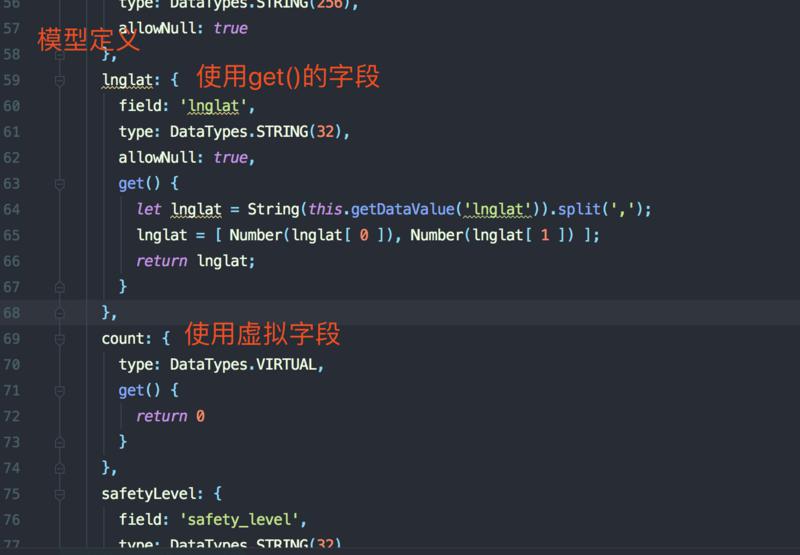 56 type: DataTypes.STRING(256),
57 allowNull: true
模型定义
58 },
59 lnglat: { 使用get()的字段
60 field: 'lnglat',
61 type: DataTypes.STRING(32),
62 allowNull: true,
63 get() {
64 let lnglat = String(this.getDataValue('lnglat')).split(',');
65 lnglat = [ Number(lnglat[ 0 ]), Number(lnglat[ 1 ]) ];
66 return lnglat;
67 }
68 },
69 count: { 使用虚拟字段
70 type: DataTypes.VIRTUAL,
71 get() {
72 return 0
73 }
74 },
75 safetyLevel: {
76 field: 'safety_level',
77 type: DataTypes.STRING(32)